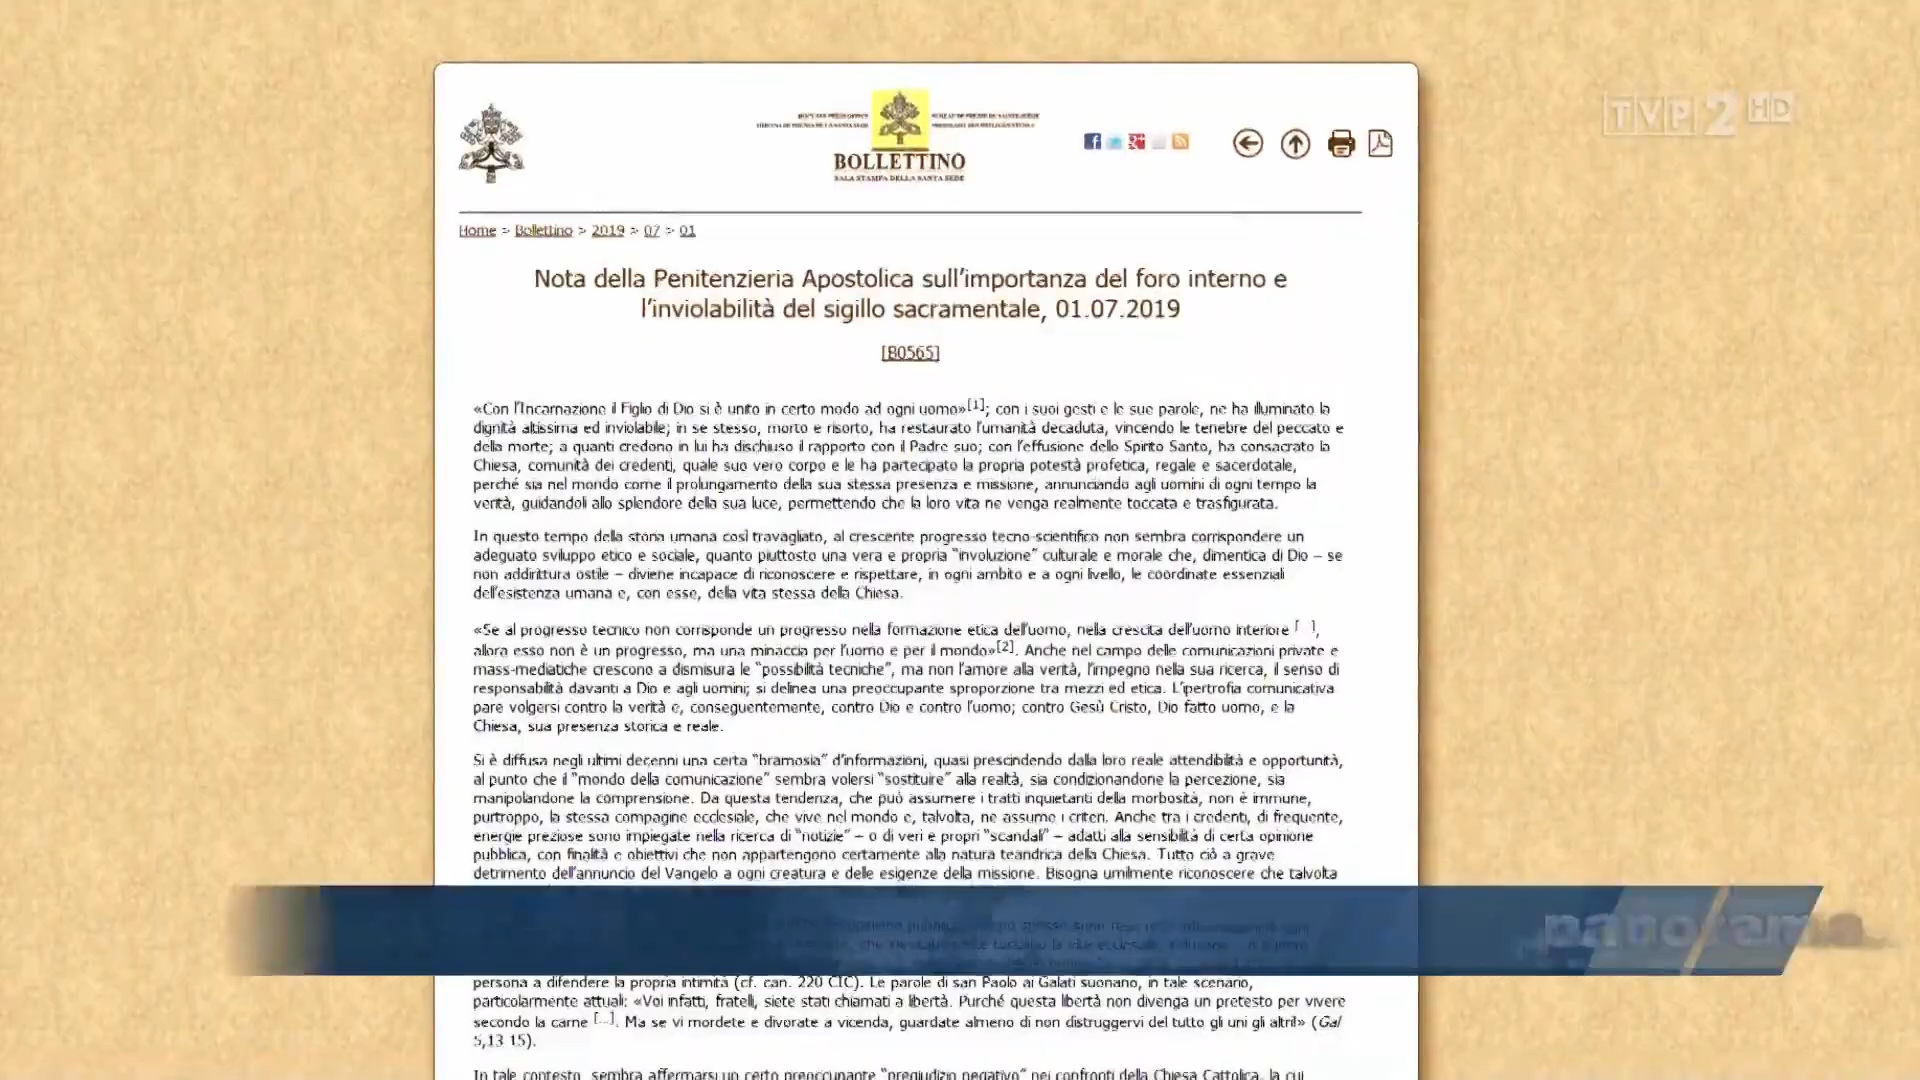 TVP 2 HD
BOLLETTINO
SALA STAMPA DELLA SANTA SEDE
Home > Bollettino > 2019 > 07 > 01
Nota della Penitenzieria Apostolica sull'importanza del foro interno e
l'inviolabilità del sigillo sacramentale, 01.07.2019
[B0565]
«Con l'Incarnazione il Figlio di Dio si è unito in certo modo ad ogni uomo»[1]; con i suoi gesti e le sue parole, ne ha illuminato la
dignità altissima ed inviolabile; in se stesso, morto e risorto, ha restaurato l'umanità decaduta, vincendo le tenebre del peccato e
della morte; a quanti credono in lui ha dischiuso il rapporto con il Padre suo; con l'effusione dello Spirito Santo, ha consacrato la
Chiesa, comunità dei credenti, quale suo vero corpo e le ha partecipato la propria potestà profetica, regale e sacerdotale,
perché sia nel mondo come il prolungamento della sua stessa presenza e missione, annunciando agli uomini di ogni tempo la
verità, guidandoli allo splendore della sua luce, permettendo che la loro vita ne venga realmente toccata e trasfigurata.
In questo tempo della storia umana così travagliato, al crescente progresso tecno-scientifico non sembra corrispondere un
adeguato sviluppo etico e sociale, quanto piuttosto una vera e propria "involuzione" culturale e morale che, dimentica di Dio – se
non addirittura ostile – diviene incapace di riconoscere e rispettare, in ogni ambito e a ogni livello, le coordinate essenziali
dell'esistenza umana e, con esse, della vita stessa della Chiesa.
«Se al progresso tecnico non corrisponde un progresso nella formazione etica dell'uomo, nella crescita dell'uomo interiore [...],
allora esso non è un progresso, ma una minaccia per l'uomo e per il mondo»[2]. Anche nel campo delle comunicazioni private e
mass-mediatiche crescono a dismisura le "possibilità tecniche", ma non l'amore alla verità, l'impegno nella sua ricerca, il senso di
responsabilità davanti a Dio e agli uomini; si delinea una preoccupante sproporzione tra mezzi ed etica. L'ipertrofia comunicativa
pare volgersi contro la verità e, conseguentemente, contro Dio e contro l'uomo; contro Gesù Cristo, Dio fatto uomo, e la
Chiesa, sua presenza storica e reale.
Si è diffusa negli ultimi decenni una certa "bramosia" d'informazioni, quasi prescindendo dalla loro reale attendibilità e opportunità,
al punto che il "mondo della comunicazione" sembra volersi "sostituire" alla realtà, sia condizionandone la percezione, sia
manipolandone la comprensione. Da questa tendenza, che può assumere i tratti inquietanti della morbosità, non è immune,
purtroppo, la stessa compagine ecclesiale, che vive nel mondo e, talvolta, ne assume i criteri. Anche tra i credenti, di frequente,
energie preziose sono impiegate nella ricerca di "notizie" – o di veri e propri "scandali" – adatti alla sensibilità di certa opinione
pubblica, con finalità e obiettivi che non appartengono certamente alla natura teandrica della Chiesa. Tutto ciò a grave
detrimento dell'annuncio del Vangelo a ogni creatura e delle esigenze della missione. Bisogna umilmente riconoscere che talvolta
panorama
persona a difendere la propria intimità (cf. can. 220 CIC). Le parole di san Paolo ai Galati suonano, in tale scenario,
particolarmente attuali: «Voi infatti, fratelli, siete stati chiamati a libertà. Purché questa libertà non divenga un pretesto per vivere
secondo la carne [...]. Ma se vi mordete e divorate a vicenda, guardate almeno di non distruggervi del tutto gli uni gli altri!» (Gal
5,13 15).
In tale contesto, sembra affermarsi un certo preoccupante "pregiudizio negativo" nei confronti della Chiesa Cattolica, la cui